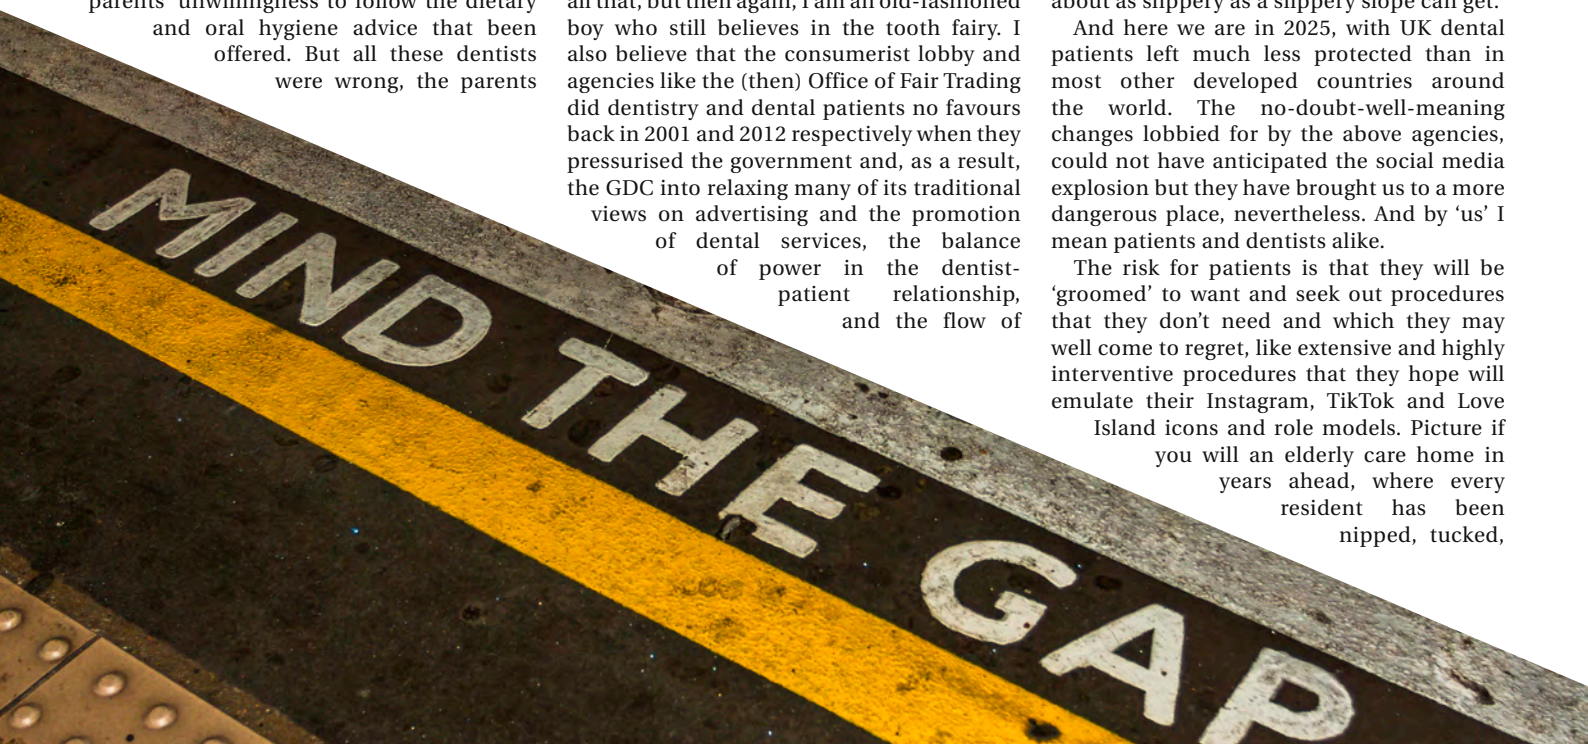 parents' unwillingness to follow the dietary
and oral hygiene advice that been
offered. But all these dentists
were wrong, the parents
all that, but then again, I am an old-fashioned
boy who still believes in the tooth fairy. I
also believe that the consumerist lobby and
agencies like the (then) Office of Fair Trading
did dentistry and dental patients no favours
back in 2001 and 2012 respectively when they
pressurised the government and, as a result,
the GDC into relaxing many of its traditional
views on advertising and the promotion
of dental services, the balance
of power in the dentist-
patient relationship,
and the flow of
about as slippery as a slippery slope can get.
And here we are in 2025, with UK dental
patients left much less protected than in
most other developed countries around
the world. The no-doubt-well-meaning
changes lobbied for by the above agencies,
could not have anticipated the social media
explosion but they have brought us to a more
dangerous place, nevertheless. And by ‘us’ I
mean patients and dentists alike.
The risk for patients is that they will be
‘groomed’ to want and seek out procedures
that they don’t need and which they may
well come to regret, like extensive and highly
interventive procedures that they hope will
emulate their Instagram, TikTok and Love
Island icons and role models. Picture if
you will an elderly care home in
years ahead, where every
resident has been
nipped, tucked,
MIND THE GAP